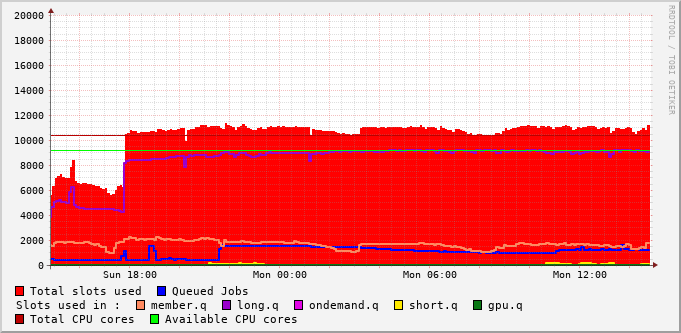 20000
18000
16000
14000
12000
10000
8000
6000
4000
2000
0
Sun 18:00 Mon 00:00 Mon 06:00 Mon 12:00
RRDTOOL / TOBI OETIKER
Total slots used Queued Jobs
Slots used in : member.q long.q ondemand.q short.q gpu.q
Total CPU cores Available CPU cores